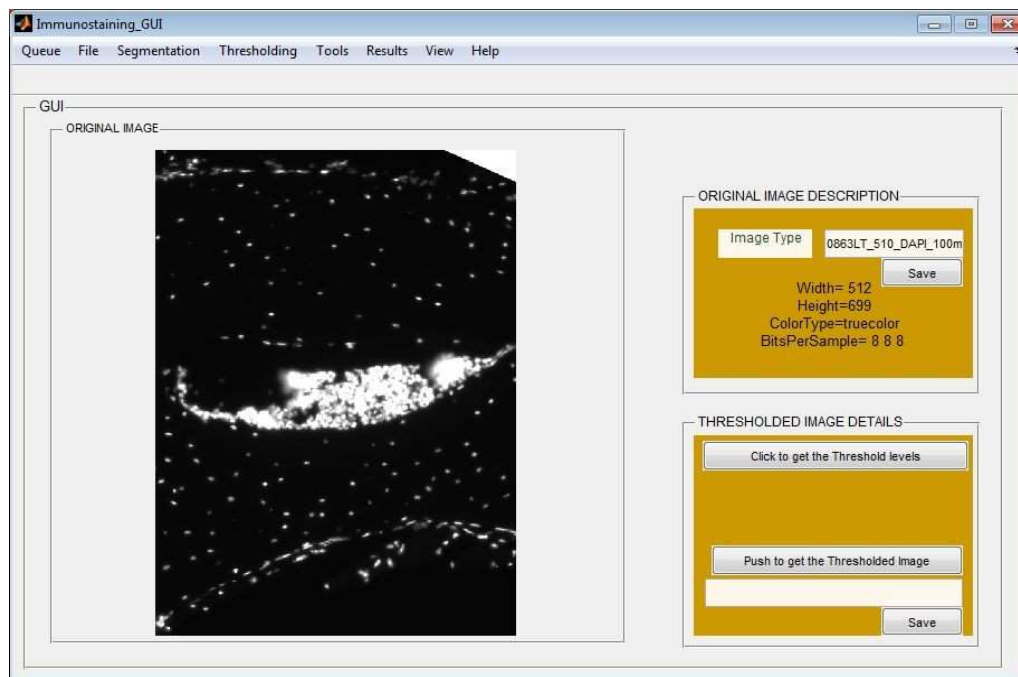 Immunostaining_GUI
Queue File Segmentation Thresholding Tools Results View Help
GUI
ORIGINAL IMAGE
ORIGINAL IMAGE DESCRIPTION
Image Type 0863LT_510_DAPI_100m
Save
Width= 512
Height=699
ColorType=truecolor
BitsPerSample= 8 8 8
THRESHOLDED IMAGE DETAILS
Click to get the Threshold levels
Push to get the Thresholded Image
Save